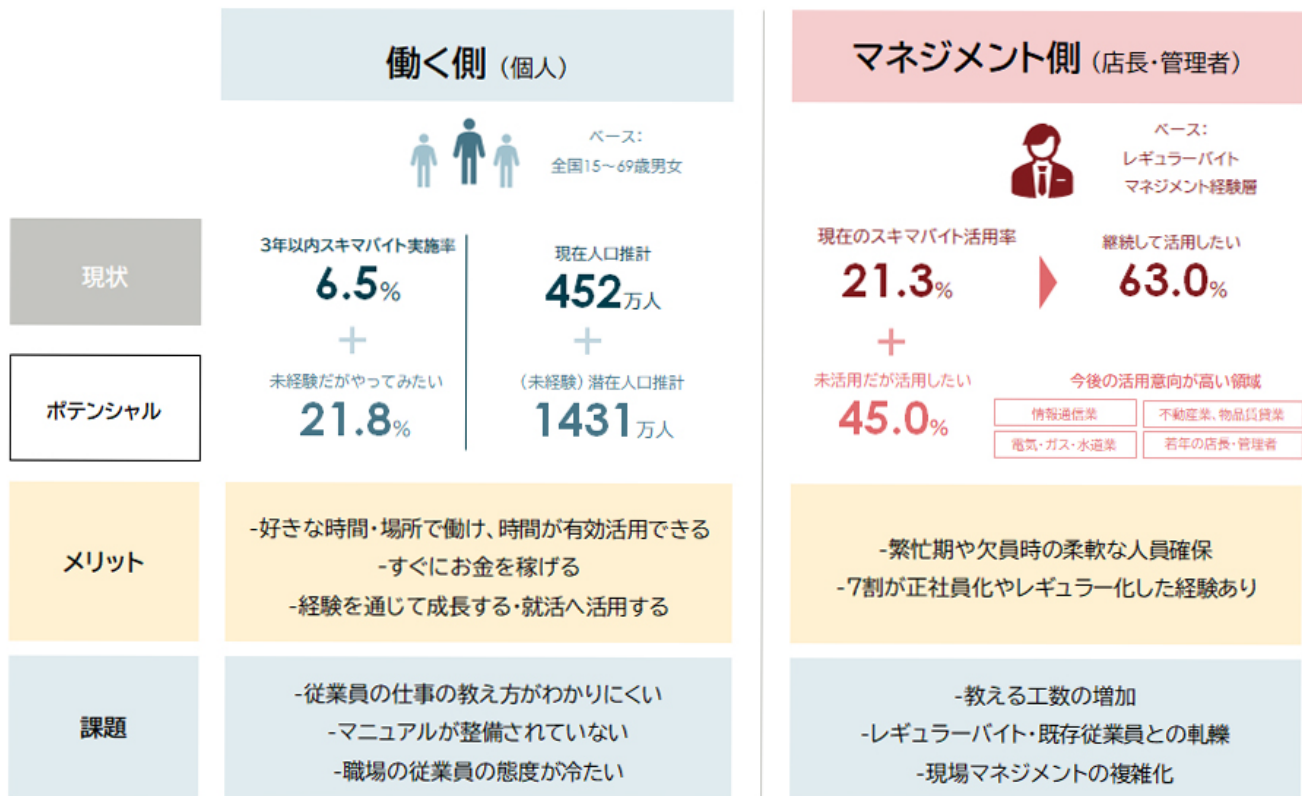 働く側（個人）
ベース：
全国15～69歳男女
マネジメント側（店長・管理者）
ベース：
レギュラーバイト
マネジメント経験層
現状
3年以内スキマバイト実施率
6.5%
現在人口推計
452万人
現在のスキマバイト活用率
21.3%
継続して活用したい
63.0%
ポテンシャル
+
未経験だがやってみたい
21.8%
+
（未経験）潜在人口推計
1431万人
+
未活用だが活用したい
45.0%
今後の活用意向が高い領域
情報通信業
不動産業、物品賃貸業
電気・ガス・水道業
若年の店長・管理者
メリット
-好きな時間・場所で働け、時間が有効活用できる
-すぐにお金を稼げる
-経験を通じて成長する・就活へ活用する
-繁忙期や欠員時の柔軟な人員確保
-7割が正社員化やレギュラー化した経験あり
課題
-従業員の仕事の教え方がわかりにくい
-マニュアルが整備されていない
-職場の従業員の態度が冷たい
-教える工数の増加
-レギュラーバイト・既存従業員との軋轢
-現場マネジメントの複雑化